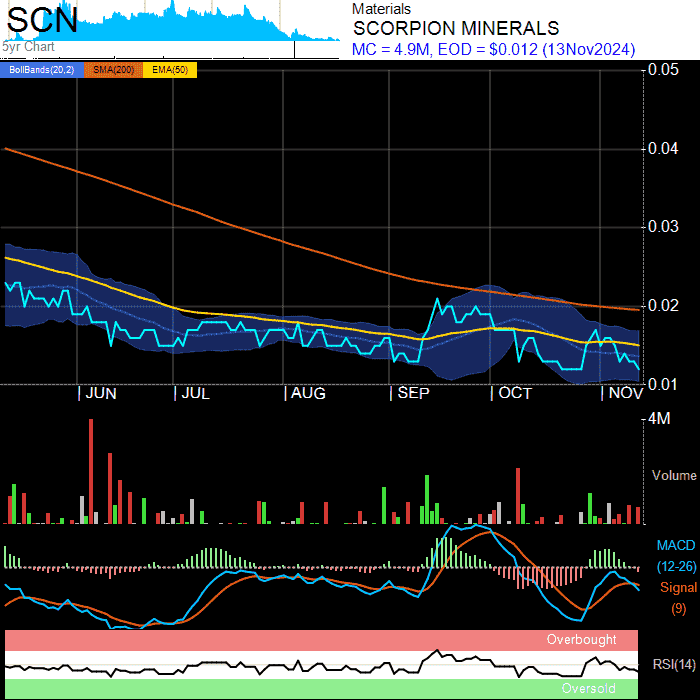 SCN
5yr Chart
Materials
SCORPION MINERALS
MC = 4.9M, EOD = $0.012 (13Nov2024)
BollBands(20,2) SMA(200) EMA(50)
0.05
0.04
0.03
0.02
0.01
JUN JUL AUG SEP OCT NOV
4M
Volume
MACD
(12-26)
Signal
(9)
Overbought
RSI(14)
Oversold